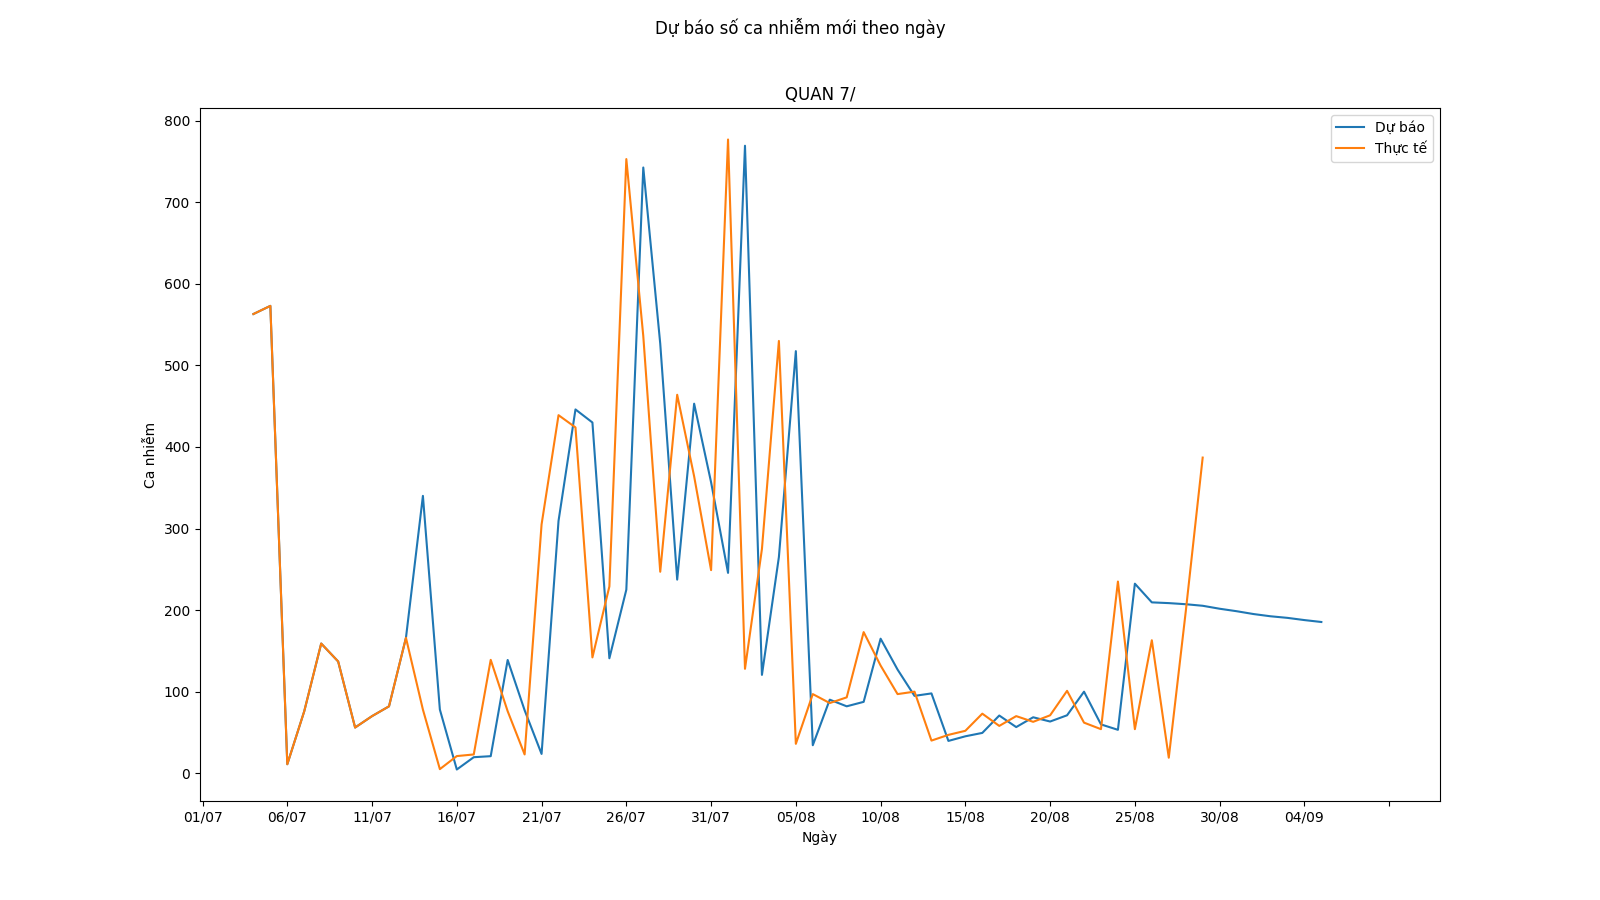 Dự báo số ca nhiễm mới theo ngày
QUAN 7/
Dự báo
Thực tế
800
700
600
500
400
300
200
100
0
Ca nhiễm
01/07 06/07 11/07 16/07 21/07 26/07 31/07 05/08 10/08 15/08 20/08 25/08 30/08 04/09
Ngày